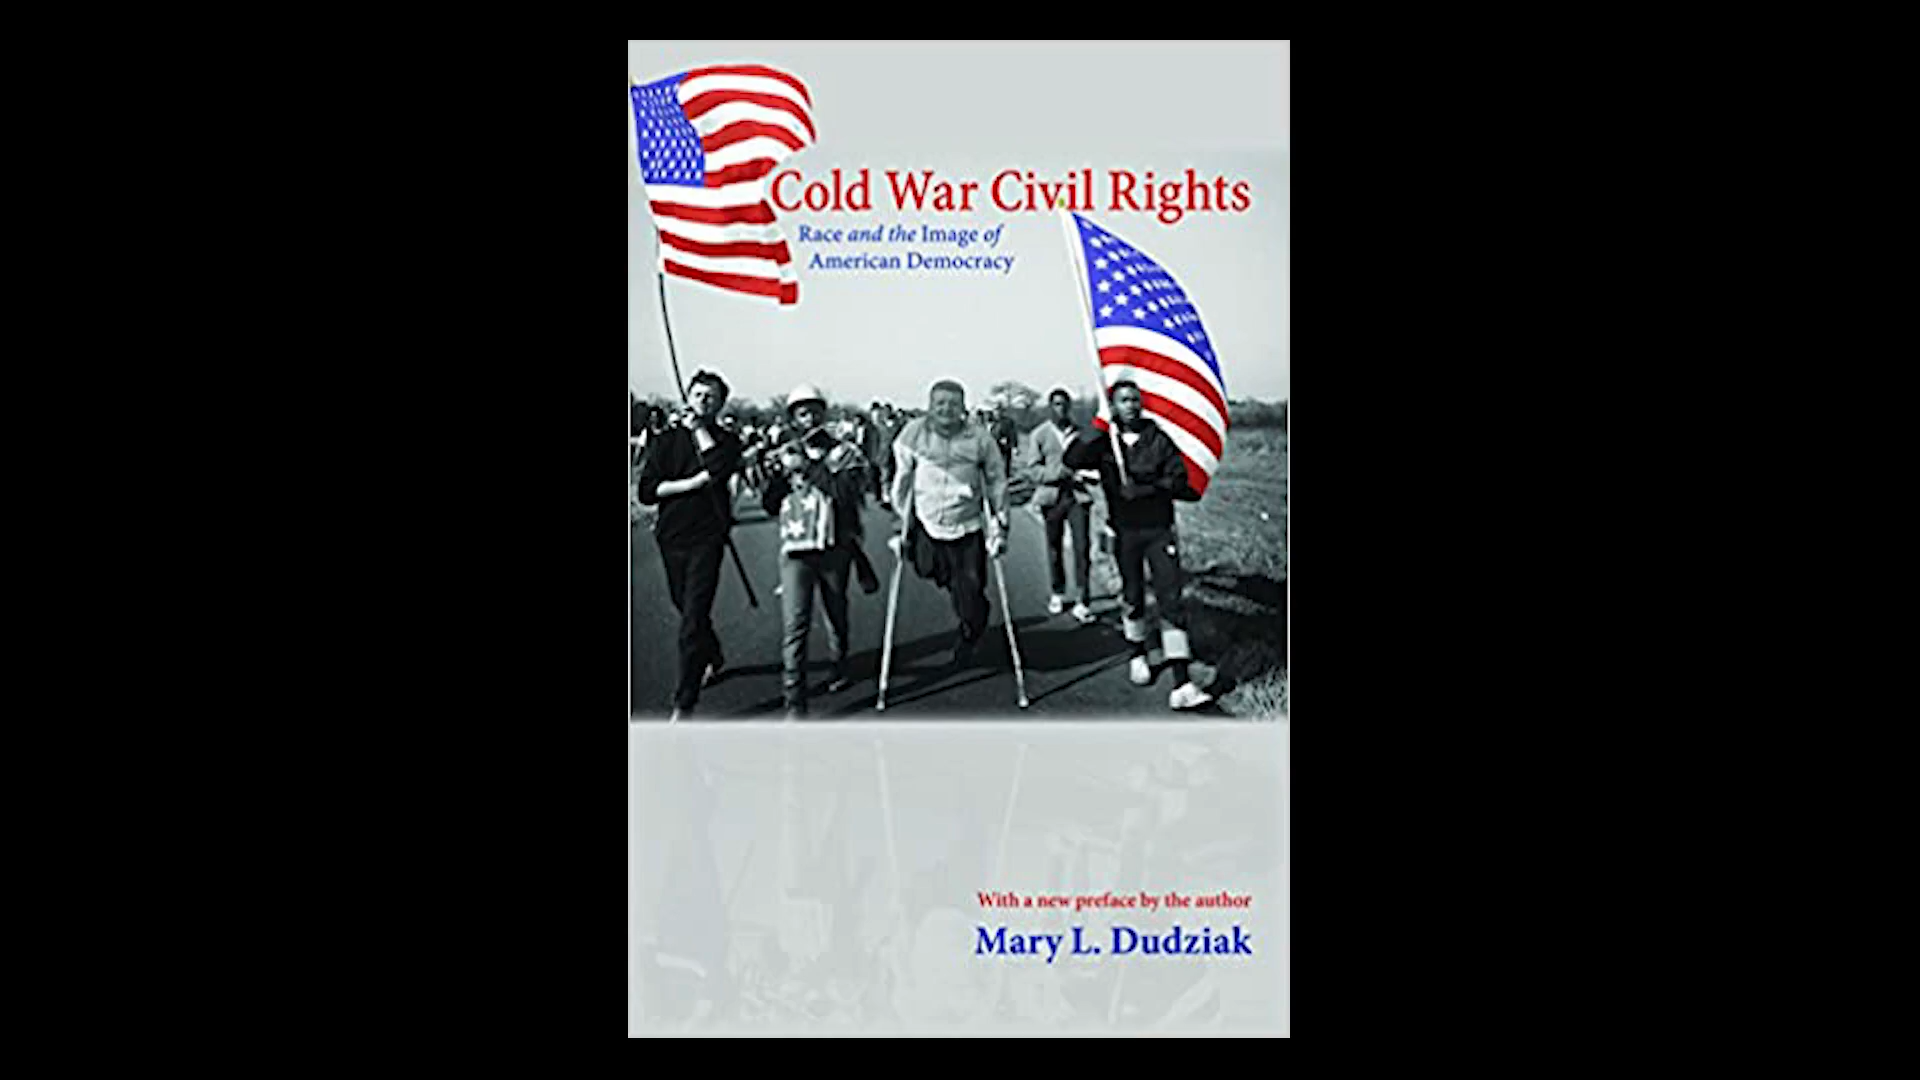 Cold War Civil Rights
Race and the Image of
American Democracy
With a new preface by the author
Mary L. Dudziak